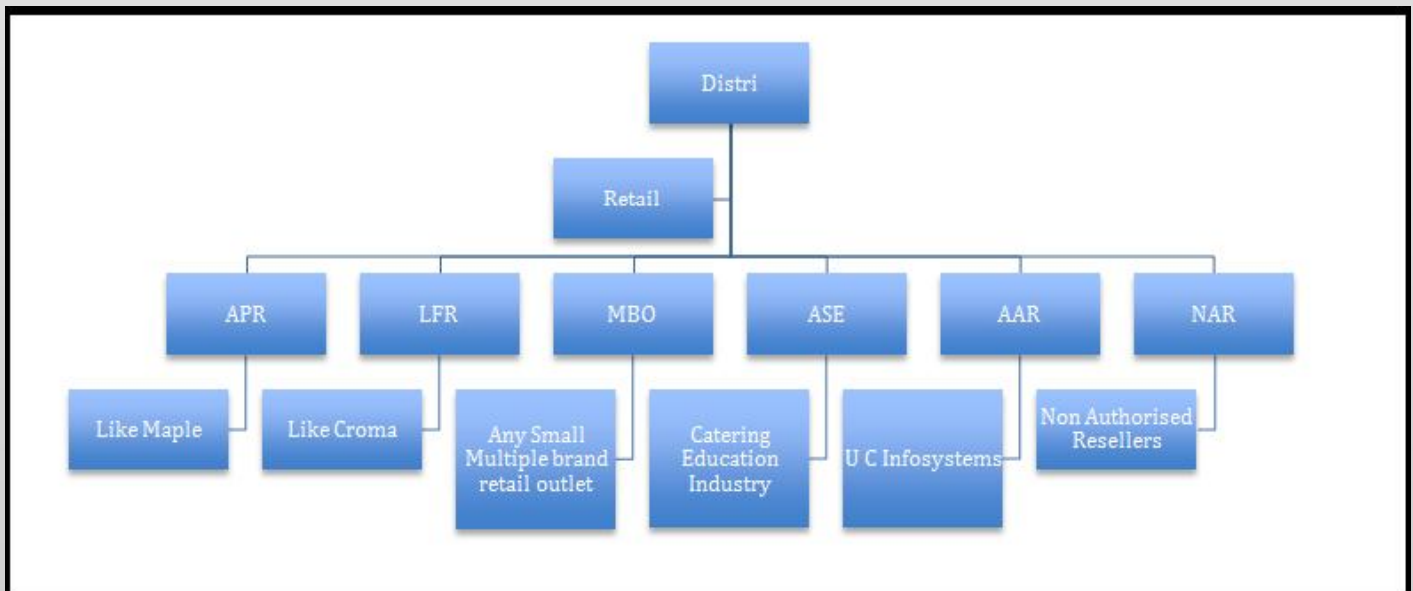 Distri
Retail
APR
LFR
MBO
ASE
AAR
NAR
Like Maple
Like Croma
Any Small
Multiple brand
retail outlet
Catering
Education
Industry
U C Infosystems
Non Authorised
Resellers